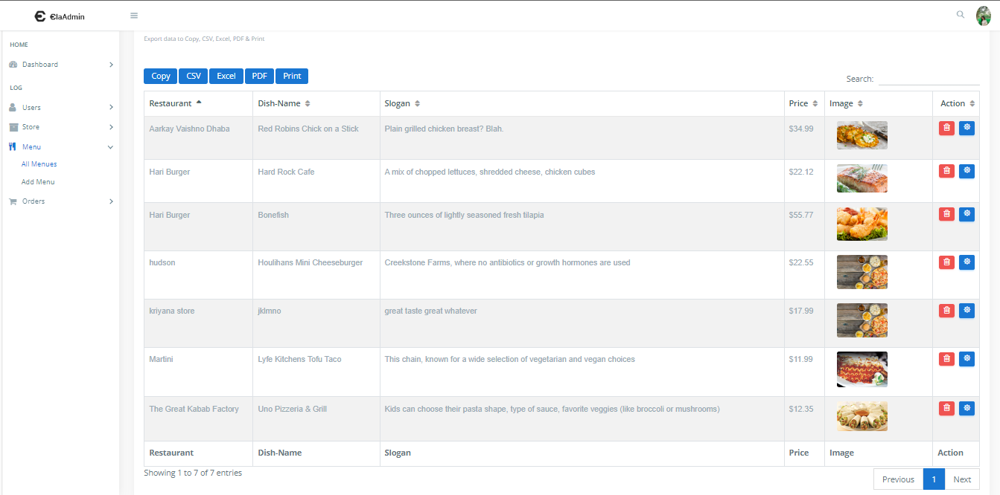 ElaAdmin
HOME
Dashboard
LOG
Users
Store
Menu
All Menues
Add Menu
Orders
Export data to Copy, CSV, Excel, PDF & Print
Copy CSV Excel PDF Print
Search:
Restaurant Dish-Name Slogan Price Image Action
Aarkay Vaishno Dhaba Red Robins Chick on a Stick Plain grilled chicken breast? Blah. $34.99
Hari Burger Hard Rock Cafe A mix of chopped lettuces, shredded cheese, chicken cubes $22.12
Hari Burger Bonefish Three ounces of lightly seasoned fresh tilapia $55.77
hudson Houlihans Mini Cheeseburger Creekstone Farms, where no antibiotics or growth hormones are used $22.55
kriyana store jklmno great taste great whatever $17.99
Martini Lyfe Kitchens Tofu Taco This chain, known for a wide selection of vegetarian and vegan choices $11.99
The Great Kabab Factory Uno Pizzeria & Grill Kids can choose their pasta shape, type of sauce, favorite veggies (like broccoli or mushrooms) $12.35
Restaurant Dish-Name Slogan Price Image Action
Showing 1 to 7 of 7 entries
Previous 1 Next